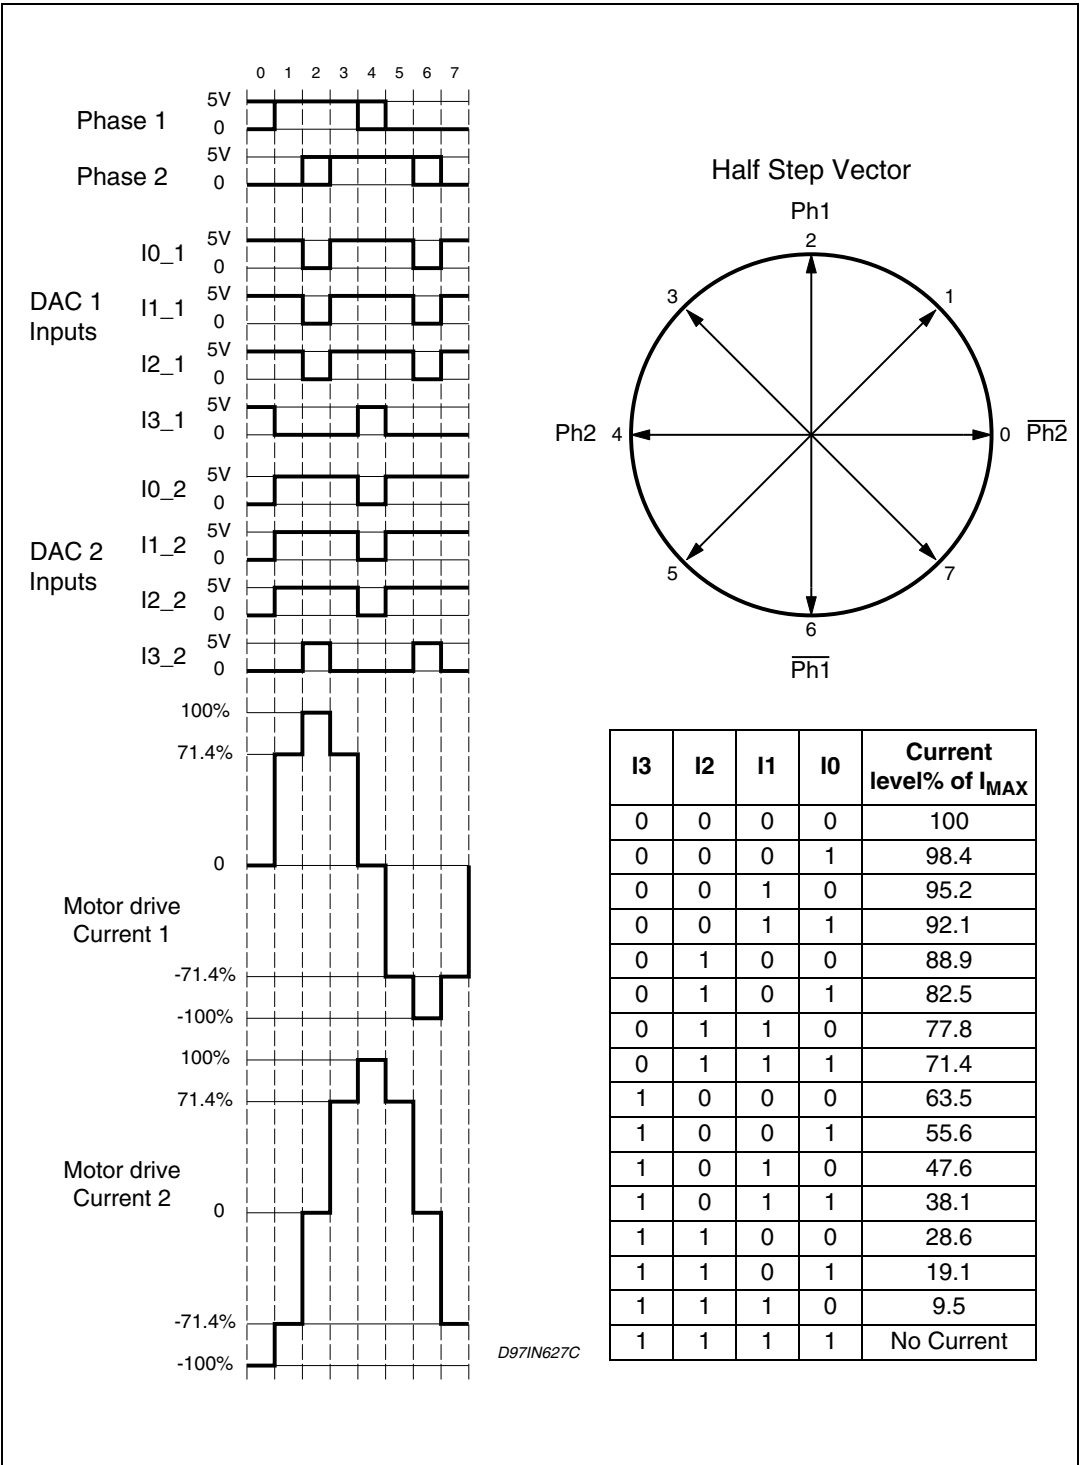 0 1 2 3 4 5 6 7
Phase 1
5V
0
Phase 2
5V
0
DAC 1
Inputs
I0_1
5V
0
I1_1
5V
0
I2_1
5V
0
I3_1
5V
0
DAC 2
Inputs
I0_2
5V
0
I1_2
5V
0
I2_2
5V
0
I3_2
5V
0
Motor drive
Current 1
100%
71.4%
0
-71.4%
-100%
Motor drive
Current 2
100%
71.4%
0
-71.4%
-100%
D97IN627C
Half Step Vector
Ph1
2
3
1
Ph2 4
0 P̅h̅2̅
5
7
6
P̅h̅1̅
I3 I2 I1 I0 Current level% of IMAX
0 0 0 0 100
0 0 0 1 98.4
0 0 1 0 95.2
0 0 1 1 92.1
0 1 0 0 88.9
0 1 0 1 82.5
0 1 1 0 77.8
0 1 1 1 71.4
1 0 0 0 63.5
1 0 0 1 55.6
1 0 1 0 47.6
1 0 1 1 38.1
1 1 0 0 28.6
1 1 0 1 19.1
1 1 1 0 9.5
1 1 1 1 No Current